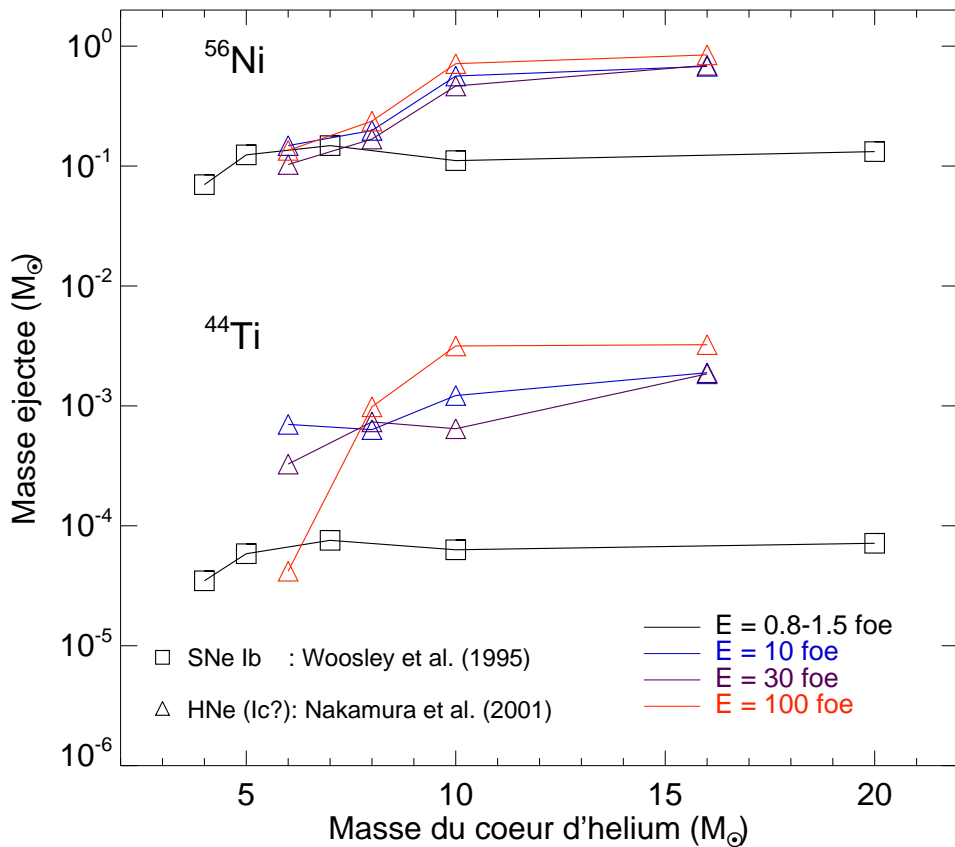 ⁵⁶Ni
⁴⁴Ti
Masse ejectee (M☉)
10⁰
10⁻¹
10⁻²
10⁻³
10⁻⁴
10⁻⁵
10⁻⁶
E = 0.8-1.5 foe
E = 10 foe
E = 30 foe
E = 100 foe
SNe Ib : Woosley et al. (1995)
HNe (Ic?): Nakamura et al. (2001)
5 10 15 20
Masse du coeur d'helium (M☉)